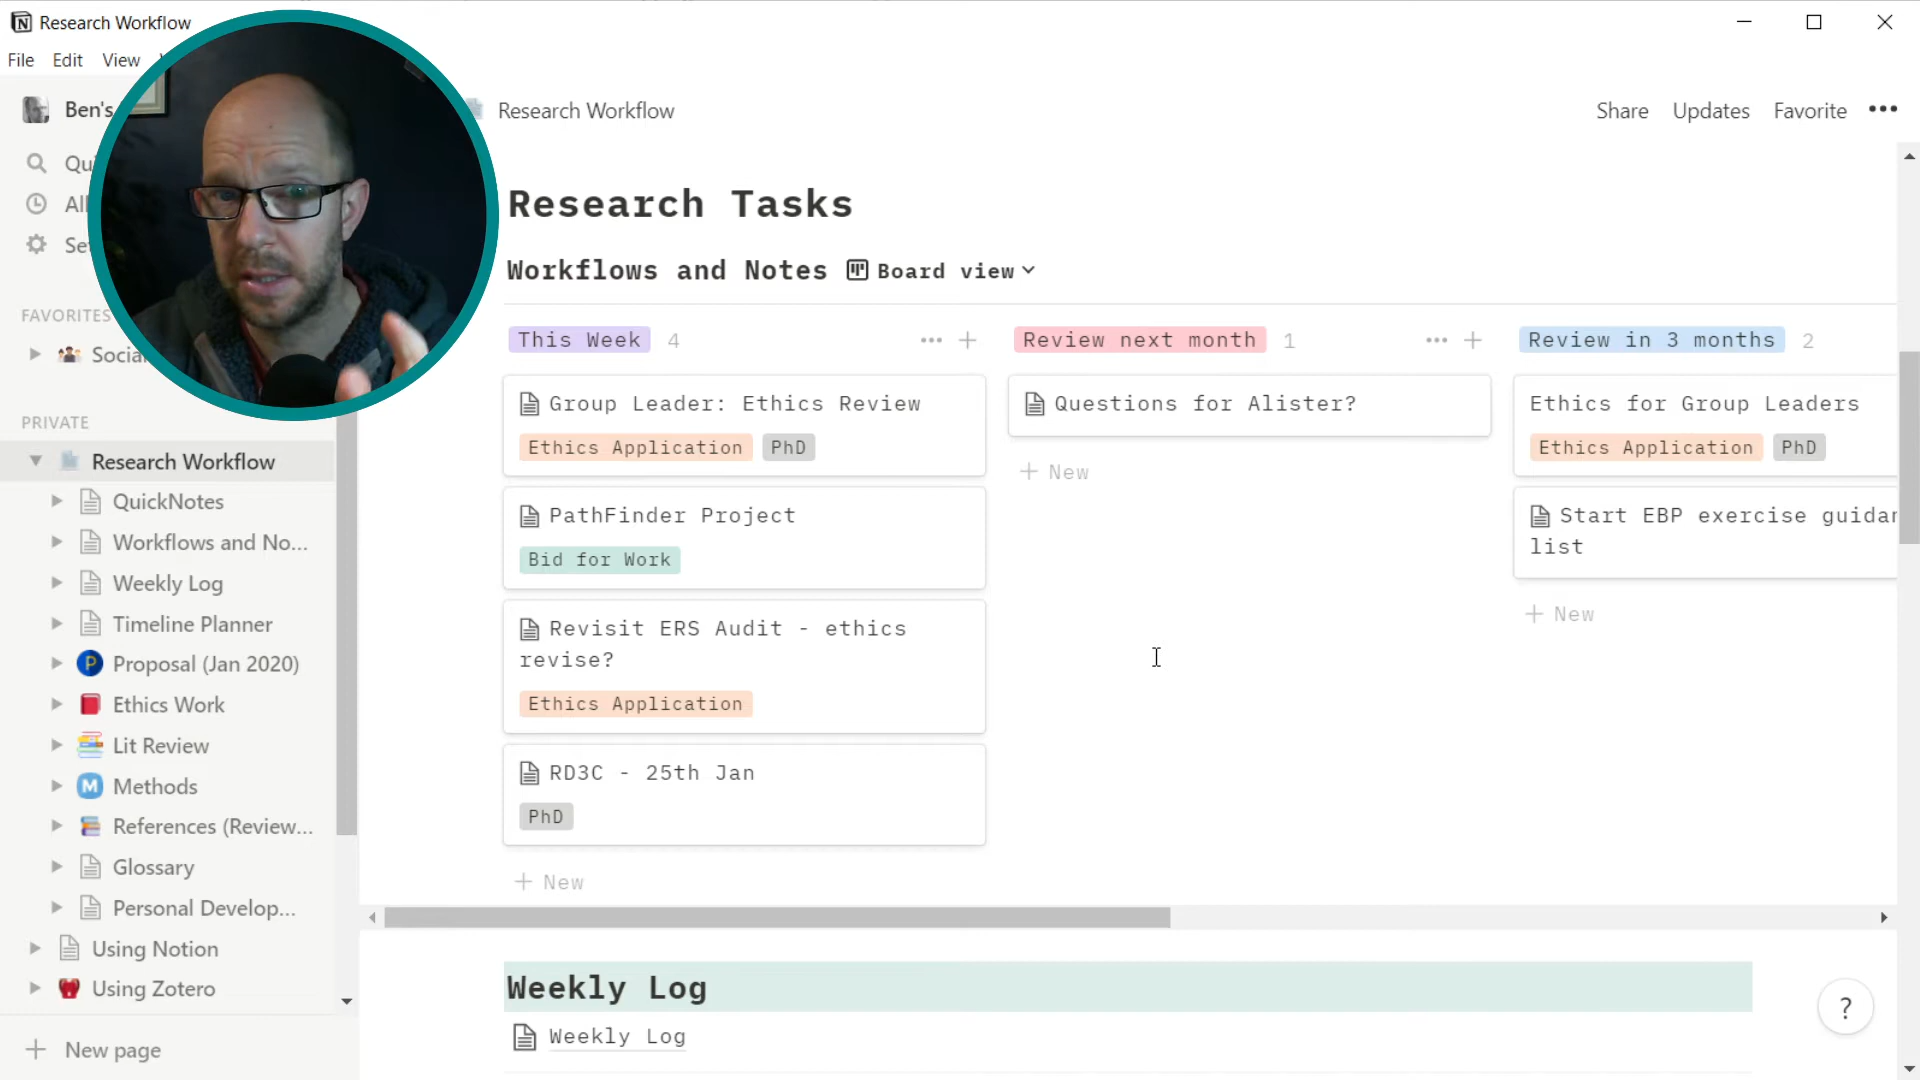 Research Workflow
File Edit View
Ben's
Research Workflow
Share Updates Favorite
Qui
All
Set
FAVORITES
Social
PRIVATE
Research Workflow
QuickNotes
Workflows and No...
Weekly Log
Timeline Planner
Proposal (Jan 2020)
Ethics Work
Lit Review
Methods
References (Review...
Glossary
Personal Develop...
Using Notion
Using Zotero
New page
Research Tasks
Workflows and Notes Board view
This Week 4
Group Leader: Ethics Review
Ethics Application PhD
PathFinder Project
Bid for Work
Revisit ERS Audit - ethics
revise?
Ethics Application
RD3C - 25th Jan
PhD
+ New
Review next month 1
Questions for Alister?
+ New
Review in 3 months 2
Ethics for Group Leaders
Ethics Application PhD
Start EBP exercise guidan
list
+ New
Weekly Log
Weekly Log
?